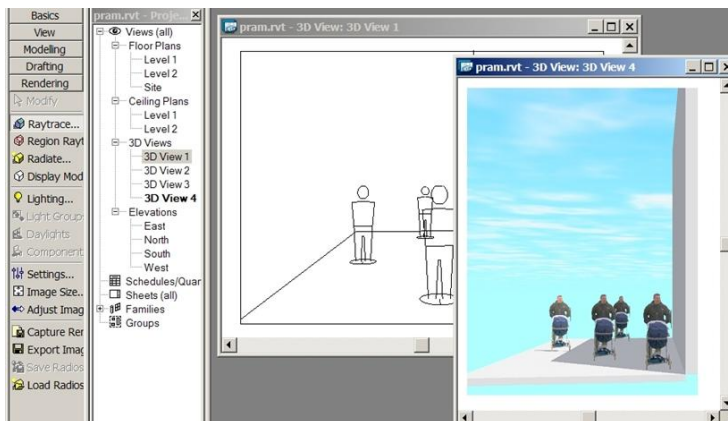 Basics
View
Modelling
Drafting
Rendering
Modify
Raytrace...
Region Rayt
Radiate...
Display Mod
Lighting...
Light Group
Daylights
Component
Settings...
Image Size..
Adjust Imag
Capture Rer
Export Imag
Save Radios
Load Radios
pram.rvt - Proje...
Views (all)
Floor Plans
Level 1
Level 2
Site
Ceiling Plans
Level 1
Level 2
3D Views
3D View 1
3D View 2
3D View 3
3D View 4
Elevations
East
North
South
West
Schedules/Quar
Sheets (all)
Families
Groups
pram.rvt - 3D View: 3D View 1
pram.rvt - 3D View: 3D View 4